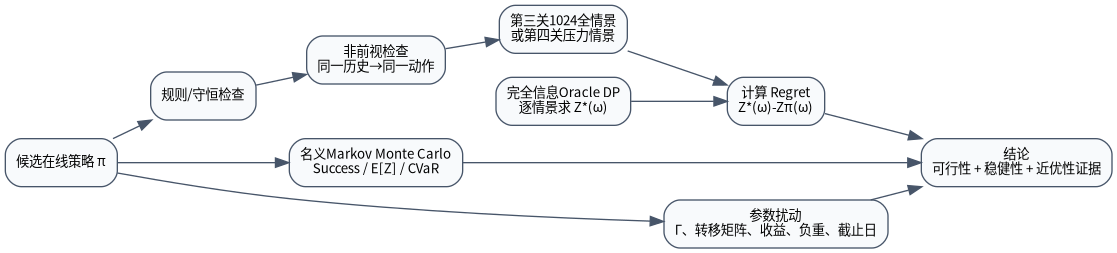 第三关1024全情景
或第四关压力情景
非前视检查
同一历史→同一动作
规则/守恒检查
完全信息Oracle DP
逐情景求 Z*(ω)
计算 Regret
Z*(ω)-Zπ(ω)
候选在线策略 π
名义Markov Monte Carlo
Success / E[Z] / CVaR
结论
可行性 + 稳健性 + 近优性证据
参数扰动
Γ、转移矩阵、收益、负重、截止日